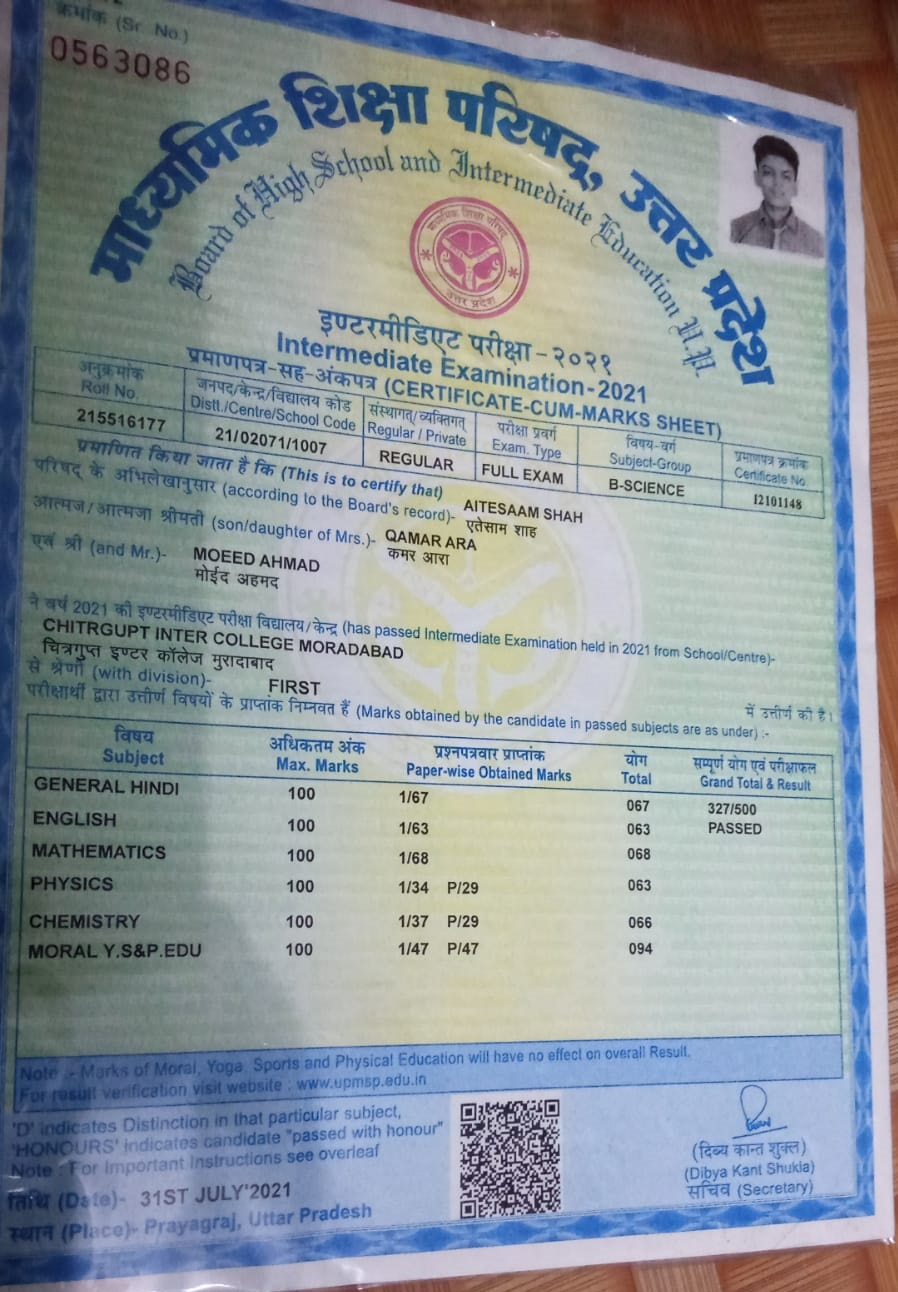 क्रमांक (Sr. No.)
0563086
माध्यमिक शिक्षा परिषद, उत्तर प्रदेश
Board of High School and Intermediate Education U.P.
माध्यमिक शिक्षा परिषद्
उत्तर प्रदेश
इण्टरमीडिएट परीक्षा-२०२१
Intermediate Examination-2021
प्रमाणपत्र-सह-अंकपत्र (CERTIFICATE-CUM-MARKS SHEET)
अनुक्रमांक जनपद/केन्द्र/विद्यालय कोड संस्थागत/व्यक्तिगत परीक्षा प्रवर्ग विषय-वर्ग प्रमाणपत्र क्रमांक
Roll No. Distt./Centre/School Code Regular / Private Exam. Type Subject-Group Certificate No.
215516177 21/02071/1007 REGULAR FULL EXAM B-SCIENCE 12101148
प्रमाणित किया जाता है कि (This is to certify that)
परिषद के अभिलेखानुसार (according to the Board's record)- AITESAAM SHAH
एतेसाम शाह
आत्मज/आत्मजा श्रीमती (son/daughter of Mrs.)- QAMAR ARA
कमर आरा
एवं श्री (and Mr.)- MOEED AHMAD
मोईद अहमद
ने वर्ष 2021 की इण्टरमीडिएट परीक्षा विद्यालय/केन्द्र (has passed Intermediate Examination held in 2021 from School/Centre)-
CHITRGUPT INTER COLLEGE MORADABAD
चित्रगुप्त इण्टर कॉलेज मुरादाबाद
से श्रेणी (with division)- FIRST में उत्तीर्ण की है।
परीक्षार्थी द्वारा उत्तीर्ण विषयों के प्राप्तांक निम्नवत हैं (Marks obtained by the candidate in passed subjects are as under) :-
विषय अधिकतम अंक प्रश्नपत्रवार प्राप्तांक योग सम्पूर्ण योग एवं परीक्षाफल
Subject Max. Marks Paper-wise Obtained Marks Total Grand Total & Result
GENERAL HINDI 100 1/67 067 327/500
ENGLISH 100 1/63 063 PASSED
MATHEMATICS 100 1/68 068
PHYSICS 100 1/34 P/29 063
CHEMISTRY 100 1/37 P/29 066
MORAL Y.S&P.EDU 100 1/47 P/47 094
Note :- Marks of Moral, Yoga, Sports and Physical Education will have no effect on overall Result.
For result verification visit website : www.upmsp.edu.in
'D' indicates Distinction in that particular subject,
'HONOURS' indicates candidate "passed with honour"
Note : For Important Instructions see overleaf
तिथि (Date)- 31ST JULY'2021
स्थान (Place)- Prayagraj, Uttar Pradesh
(दिब्य कान्त शुक्ल)
(Dibya Kant Shukla)
सचिव (Secretary)